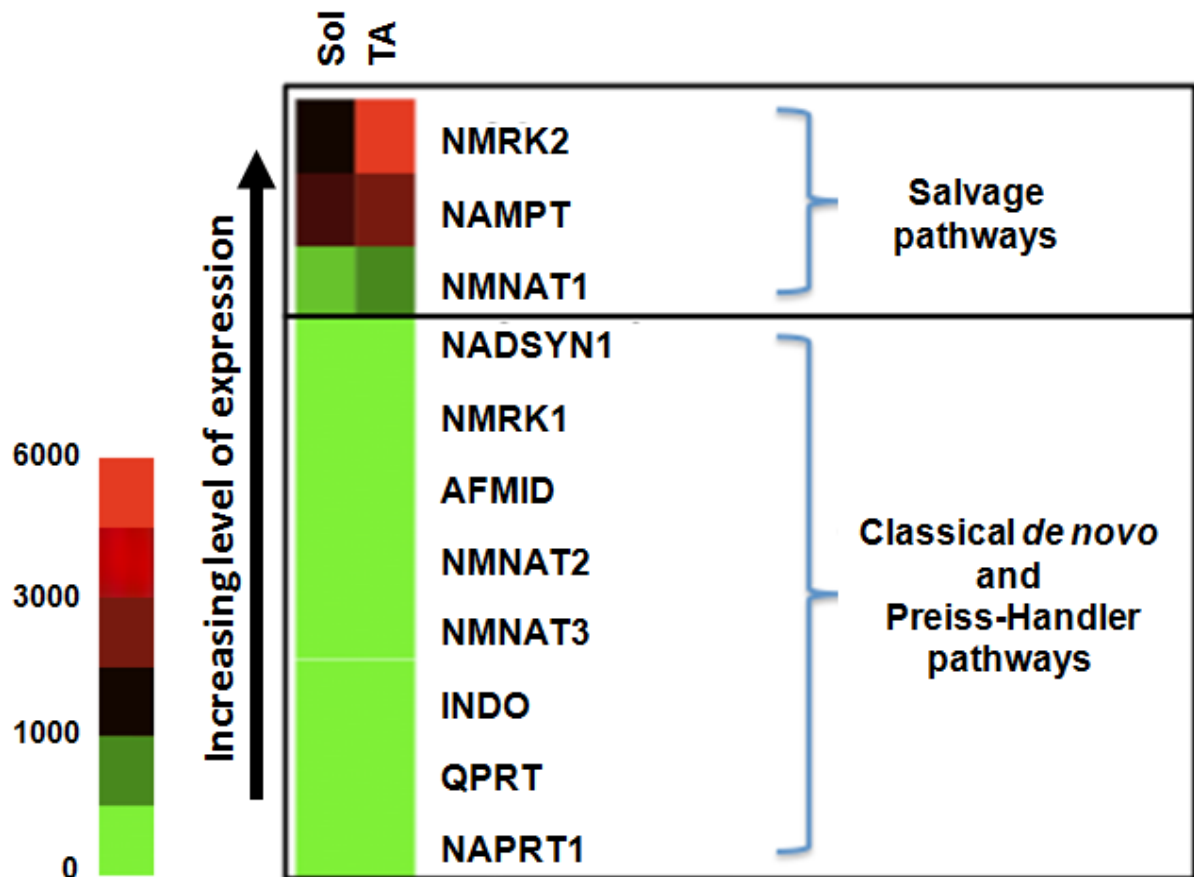 Sol TA
NMRK2
NAMPT
NMNAT1
Salvage
pathways
NADSYN1
NMRK1
AFMID
NMNAT2
NMNAT3
INDO
QPRT
NAPRT1
Classical de novo
and
Preiss-Handler
pathways
Increasing level of expression
6000
3000
1000
0